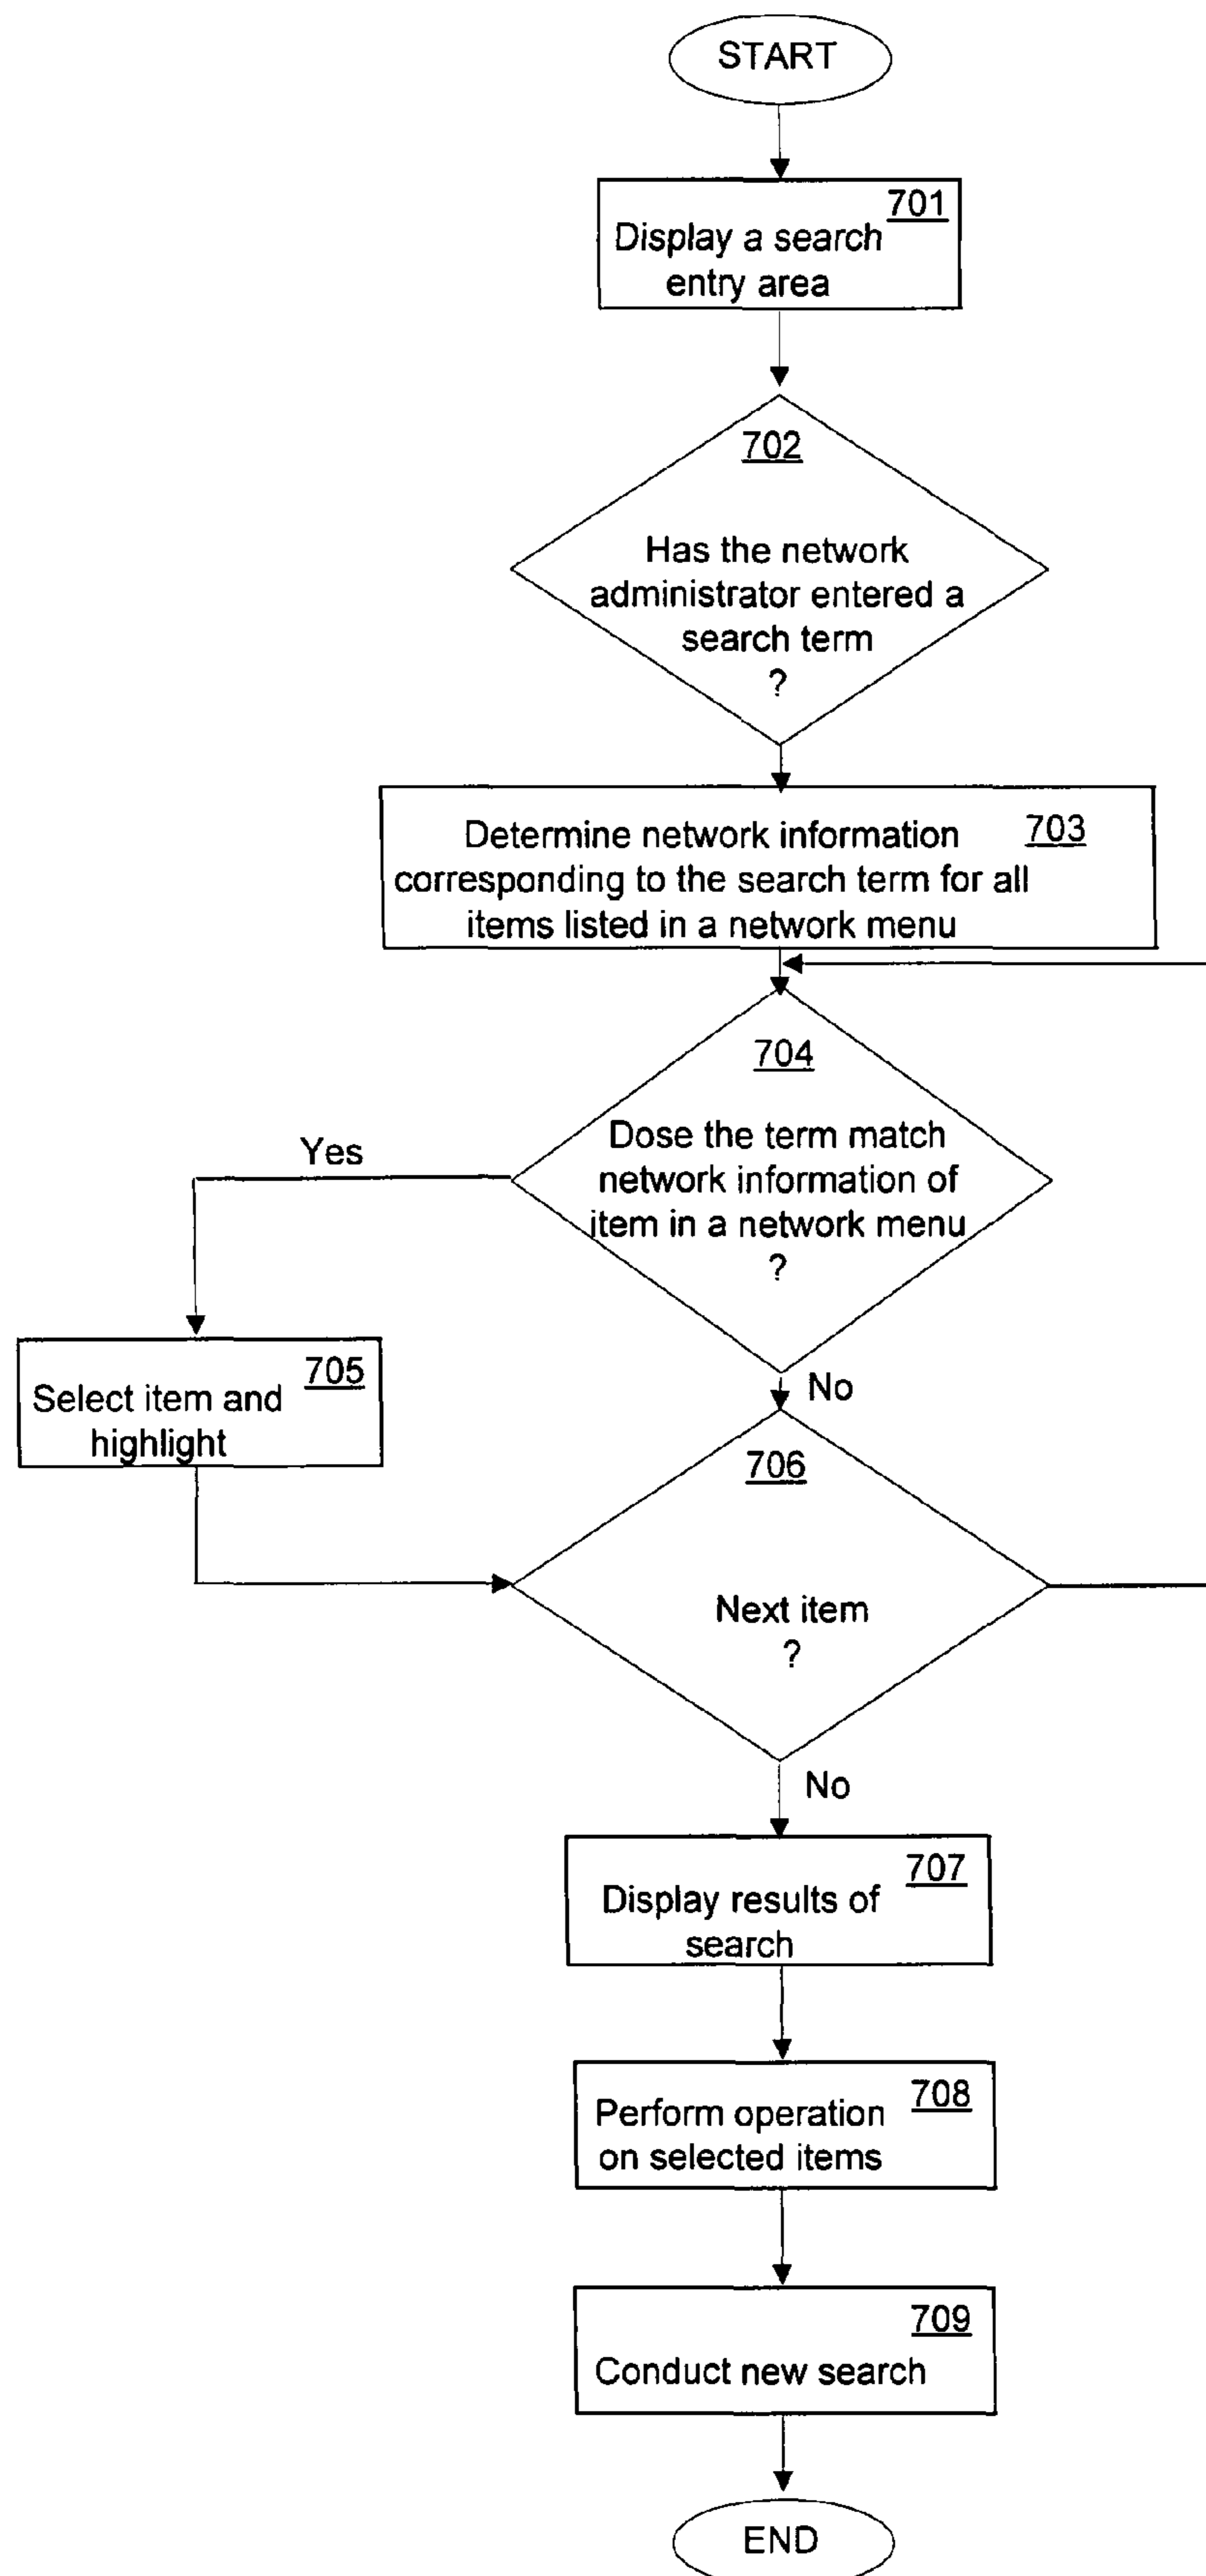 START
701
Display a search
entry area
702
Has the network
administrator entered a
search term
?
Determine network information 703
corresponding to the search term for all
items listed in a network menu
704
Dose the term match
network information of
item in a network menu
?
Yes
No
705
Select item and
highlight
706
Next item
?
No
707
Display results of
search
708
Perform operation
on selected items
709
Conduct new search
END